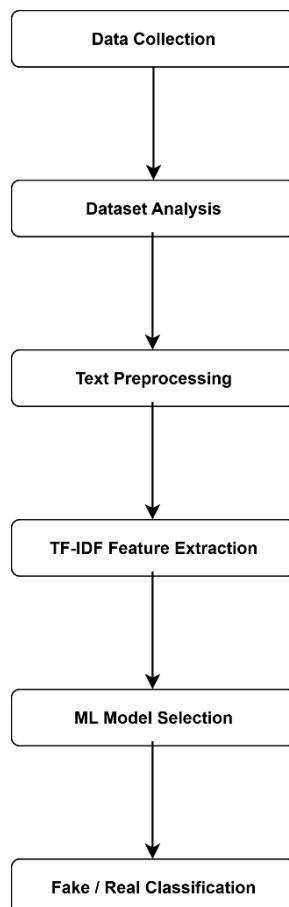 Data Collection
Dataset Analysis
Text Preprocessing
TF-IDF Feature Extraction
ML Model Selection
Fake / Real Classification